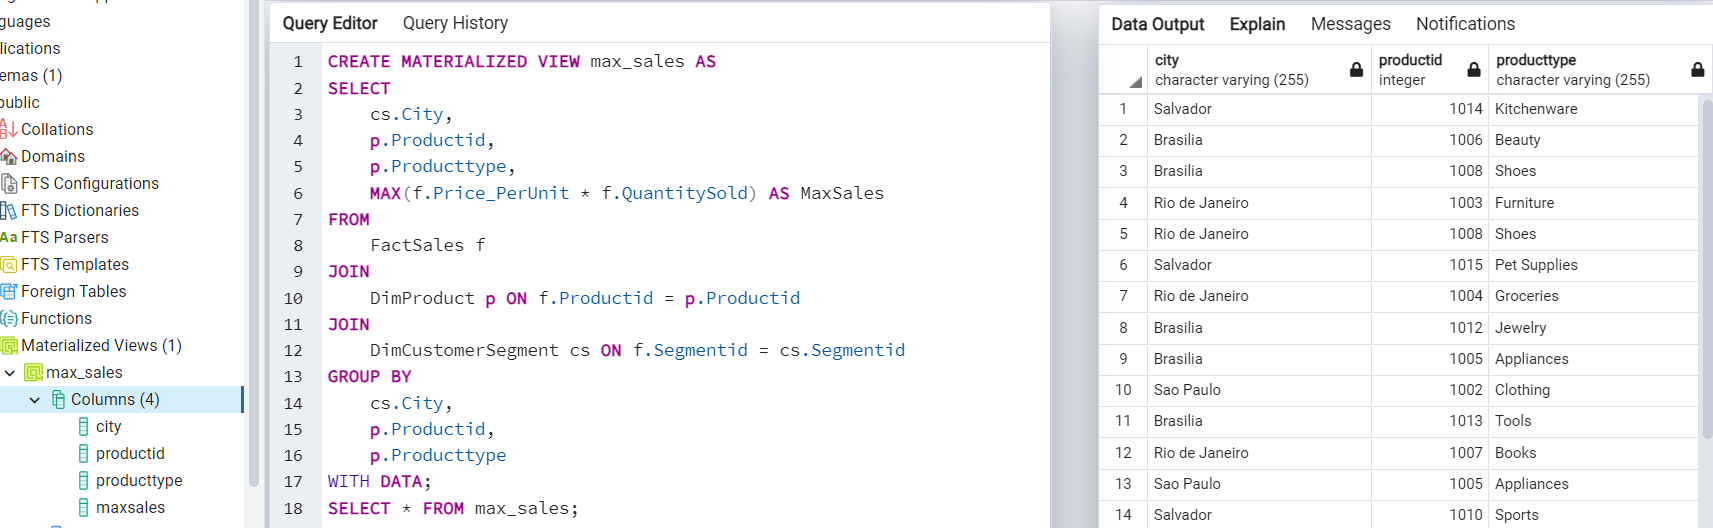 guages
lications
emas (1)
public
Collations
Domains
FTS Configurations
FTS Dictionaries
Aa FTS Parsers
FTS Templates
Foreign Tables
Functions
Materialized Views (1)
max_sales
Columns (4)
city
productid
producttype
maxsales
Query Editor Query History
1 CREATE MATERIALIZED VIEW max_sales AS
2 SELECT
3 cs.City,
4 p.Productid,
5 p.Producttype,
6 MAX(f.Price_PerUnit * f.QuantitySold) AS MaxSales
7 FROM
8 FactSales f
9 JOIN
10 DimProduct p ON f.Productid = p.Productid
11 JOIN
12 DimCustomerSegment cs ON f.Segmentid = cs.Segmentid
13 GROUP BY
14 cs.City,
15 p.Productid,
16 p.Producttype
17 WITH DATA;
18 SELECT * FROM max_sales;
Data Output Explain Messages Notifications
city productid producttype
character varying (255) integer character varying (255)
1 Salvador 1014 Kitchenware
2 Brasilia 1006 Beauty
3 Brasilia 1008 Shoes
4 Rio de Janeiro 1003 Furniture
5 Rio de Janeiro 1008 Shoes
6 Salvador 1015 Pet Supplies
7 Rio de Janeiro 1004 Groceries
8 Brasilia 1012 Jewelry
9 Brasilia 1005 Appliances
10 Sao Paulo 1002 Clothing
11 Brasilia 1013 Tools
12 Rio de Janeiro 1007 Books
13 Sao Paulo 1005 Appliances
14 Salvador 1010 Sports